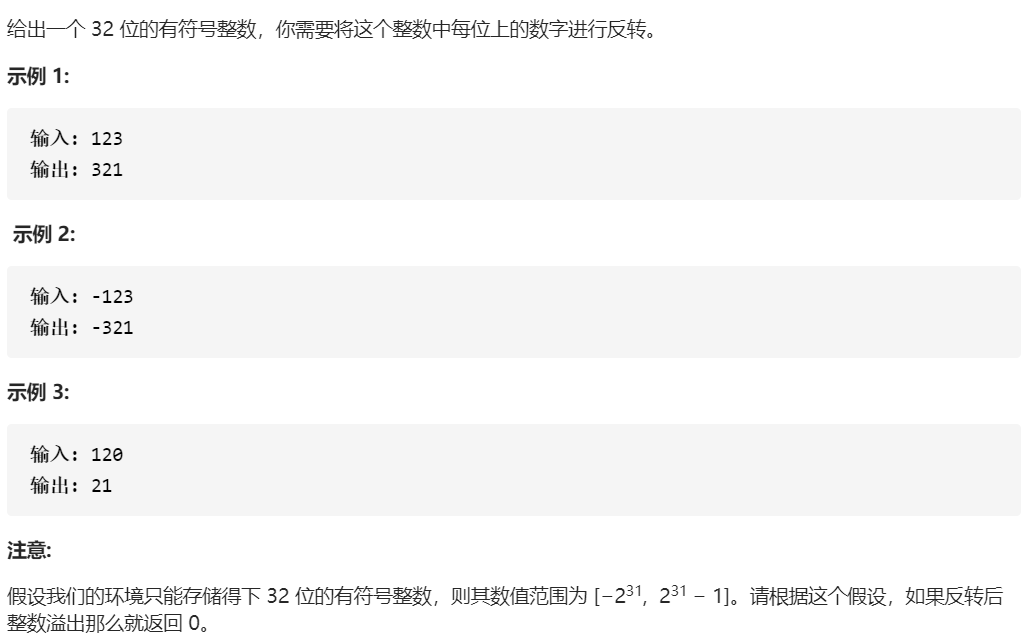 给出一个 32 位的有符号整数，你需要将这个整数中每位上的数字进行反转。
示例 1:
输入: 123
输出: 321
示例 2:
输入: -123
输出: -321
示例 3:
输入: 120
输出: 21
注意:
假设我们的环境只能存储得下 32 位的有符号整数，则其数值范围为 [−2³¹, 2³¹ − 1]。请根据这个假设，如果反转后
整数溢出那么就返回 0。